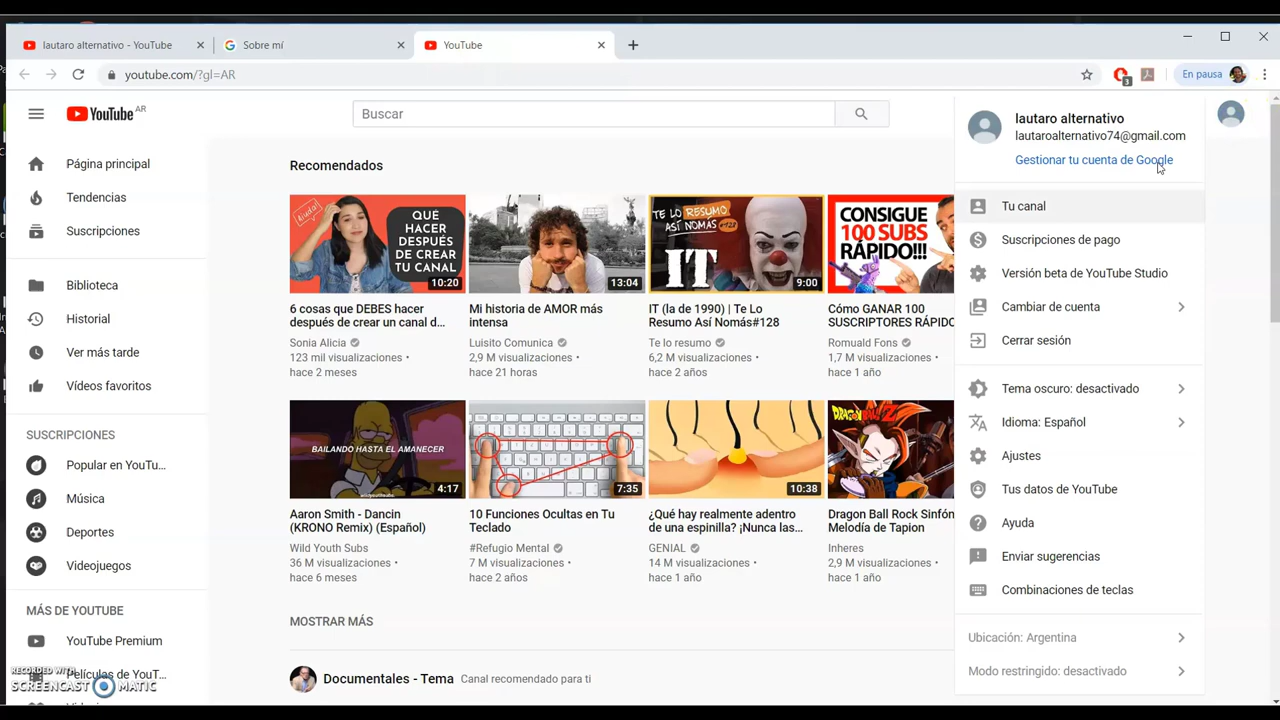 lautaro alternativo - YouTube
Sobre mí
YouTube
youtube.com/?gl=AR
3
En pausa
YouTube AR
Buscar
lautaro alternativo
lautaroalternativo74@gmail.com
Gestionar tu cuenta de Google
Página principal
Tendencias
Suscripciones
Biblioteca
Historial
Ver más tarde
Vídeos favoritos
SUSCRIPCIONES
Popular en YouTu...
Música
Deportes
Videojuegos
MÁS DE YOUTUBE
YouTube Premium
Películas de YouT...
RECORDED WITH
SCREENCAST MATIC
Recomendados
Ayuda!
QUÉ
HACER
DESPUÉS
DE CREAR
TU CANAL
10:20
6 cosas que DEBES hacer
después de crear un canal d...
Sonia Alicia
123 mil visualizaciones •
hace 2 meses
13:04
Mi historia de AMOR más
intensa
Luisito Comunica
2,9 M visualizaciones •
hace 21 horas
TE LO RESUMO
ASÍ NOMÁS #128
IT
9:00
IT (la de 1990) | Te Lo
Resumo Así Nomás#128
Te lo resumo
6,2 M visualizaciones •
hace 2 años
CONSIGUE
100 SUBS
RÁPIDO!!!
Cómo GANAR 100
SUSCRIPTORES RÁPIDO
Romuald Fons
1,7 M visualizaciones •
hace 1 año
BAILANDO HASTA EL AMANECER
4:17
Aaron Smith - Dancin
(KRONO Remix) (Español)
Wild Youth Subs
36 M visualizaciones •
hace 6 meses
7:35
10 Funciones Ocultas en Tu
Teclado
#Refugio Mental
7 M visualizaciones •
hace 2 años
10:38
¿Qué hay realmente adentro
de una espinilla? ¡Nunca las...
GENIAL
14 M visualizaciones •
hace 1 año
DRAGON BALL Z
Dragon Ball Rock Sinfón
Melodía de Tapion
Inheres
2,9 M visualizaciones •
hace 1 año
MOSTRAR MÁS
Documentales - Tema Canal recomendado para ti
Tu canal
Suscripciones de pago
Versión beta de YouTube Studio
Cambiar de cuenta
Cerrar sesión
Tema oscuro: desactivado
Idioma: Español
Ajustes
Tus datos de YouTube
Ayuda
Enviar sugerencias
Combinaciones de teclas
Ubicación: Argentina
Modo restringido: desactivado